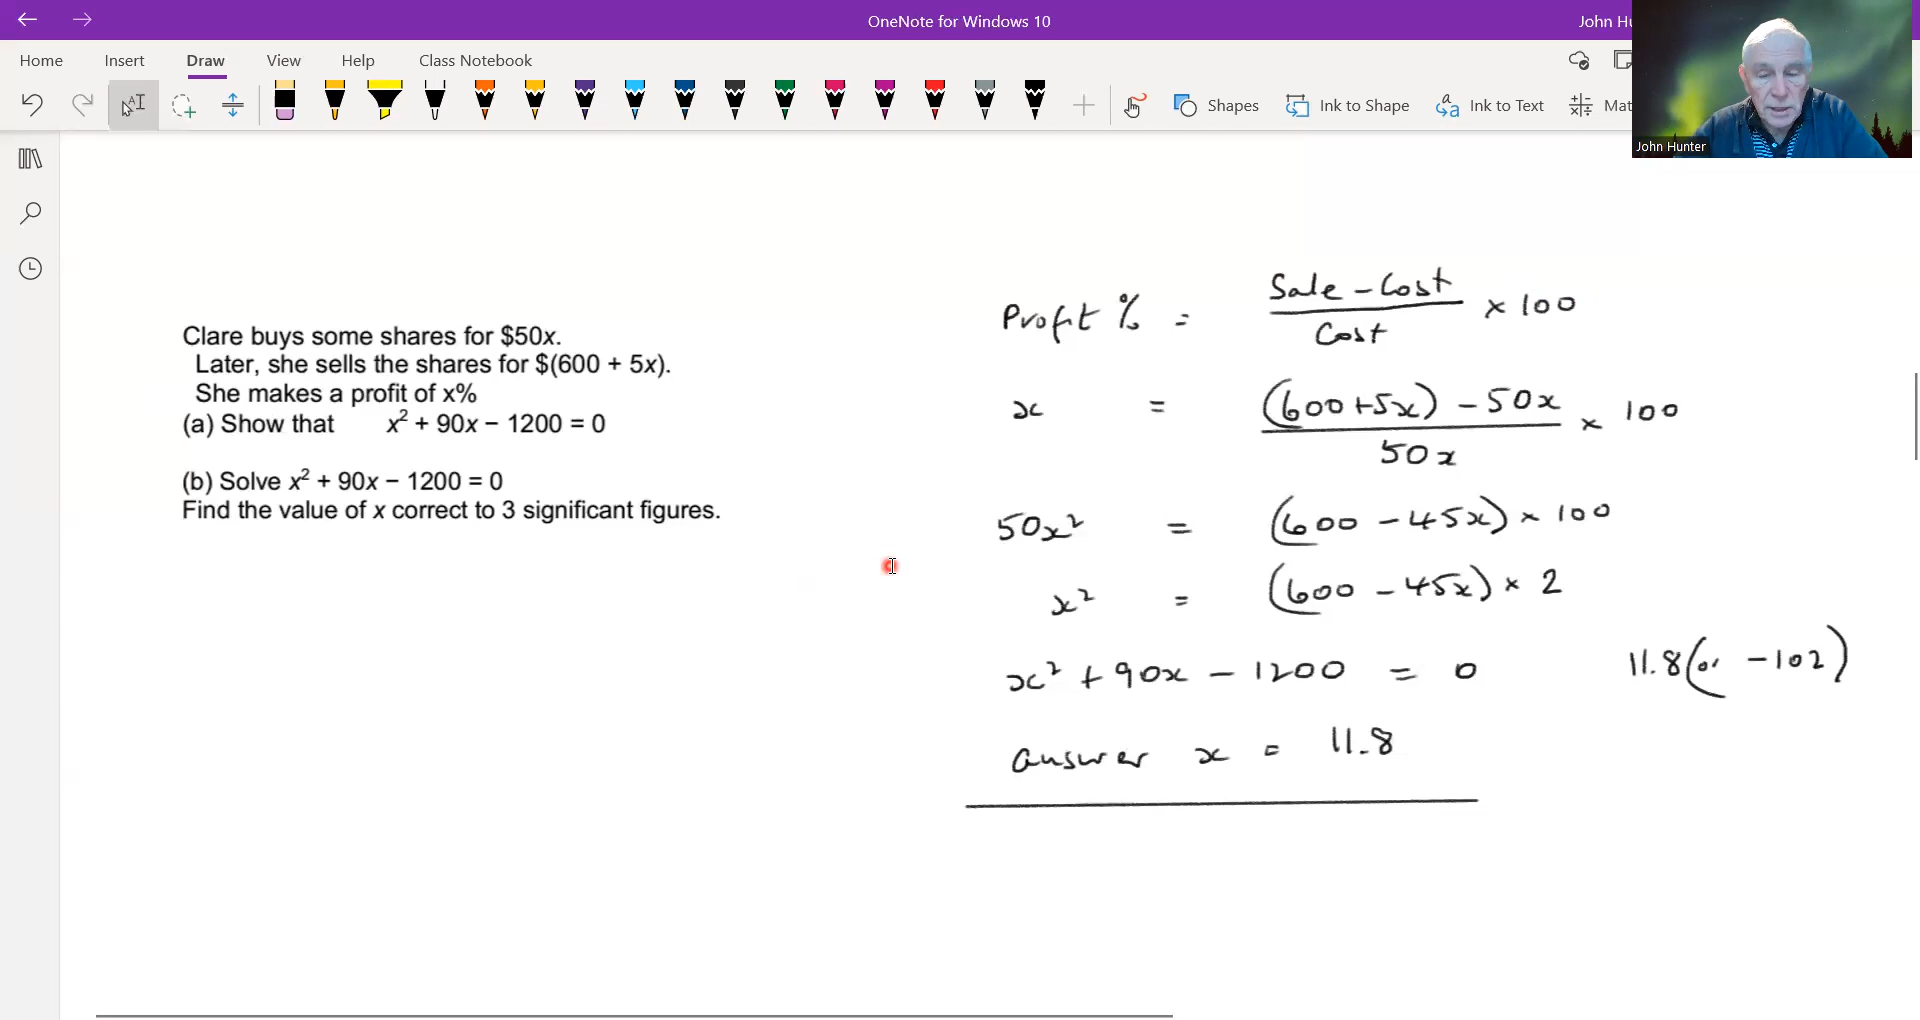 OneNote for Windows 10
John Hu
Home Insert Draw View Help Class Notebook
Shapes Ink to Shape Ink to Text Mat
John Hunter
Clare buys some shares for $50x.
Later, she sells the shares for $(600 + 5x).
She makes a profit of x%
(a) Show that x² + 90x − 1200 = 0
(b) Solve x² + 90x − 1200 = 0
Find the value of x correct to 3 significant figures.
Profit % = (Sale - Cost)/Cost × 100
x = ((600+5x) - 50x)/50x × 100
50x² = (600 - 45x) × 100
x² = (600 - 45x) × 2
x² + 90x - 1200 = 0
11.8 (or -102)
answer x = 11.8